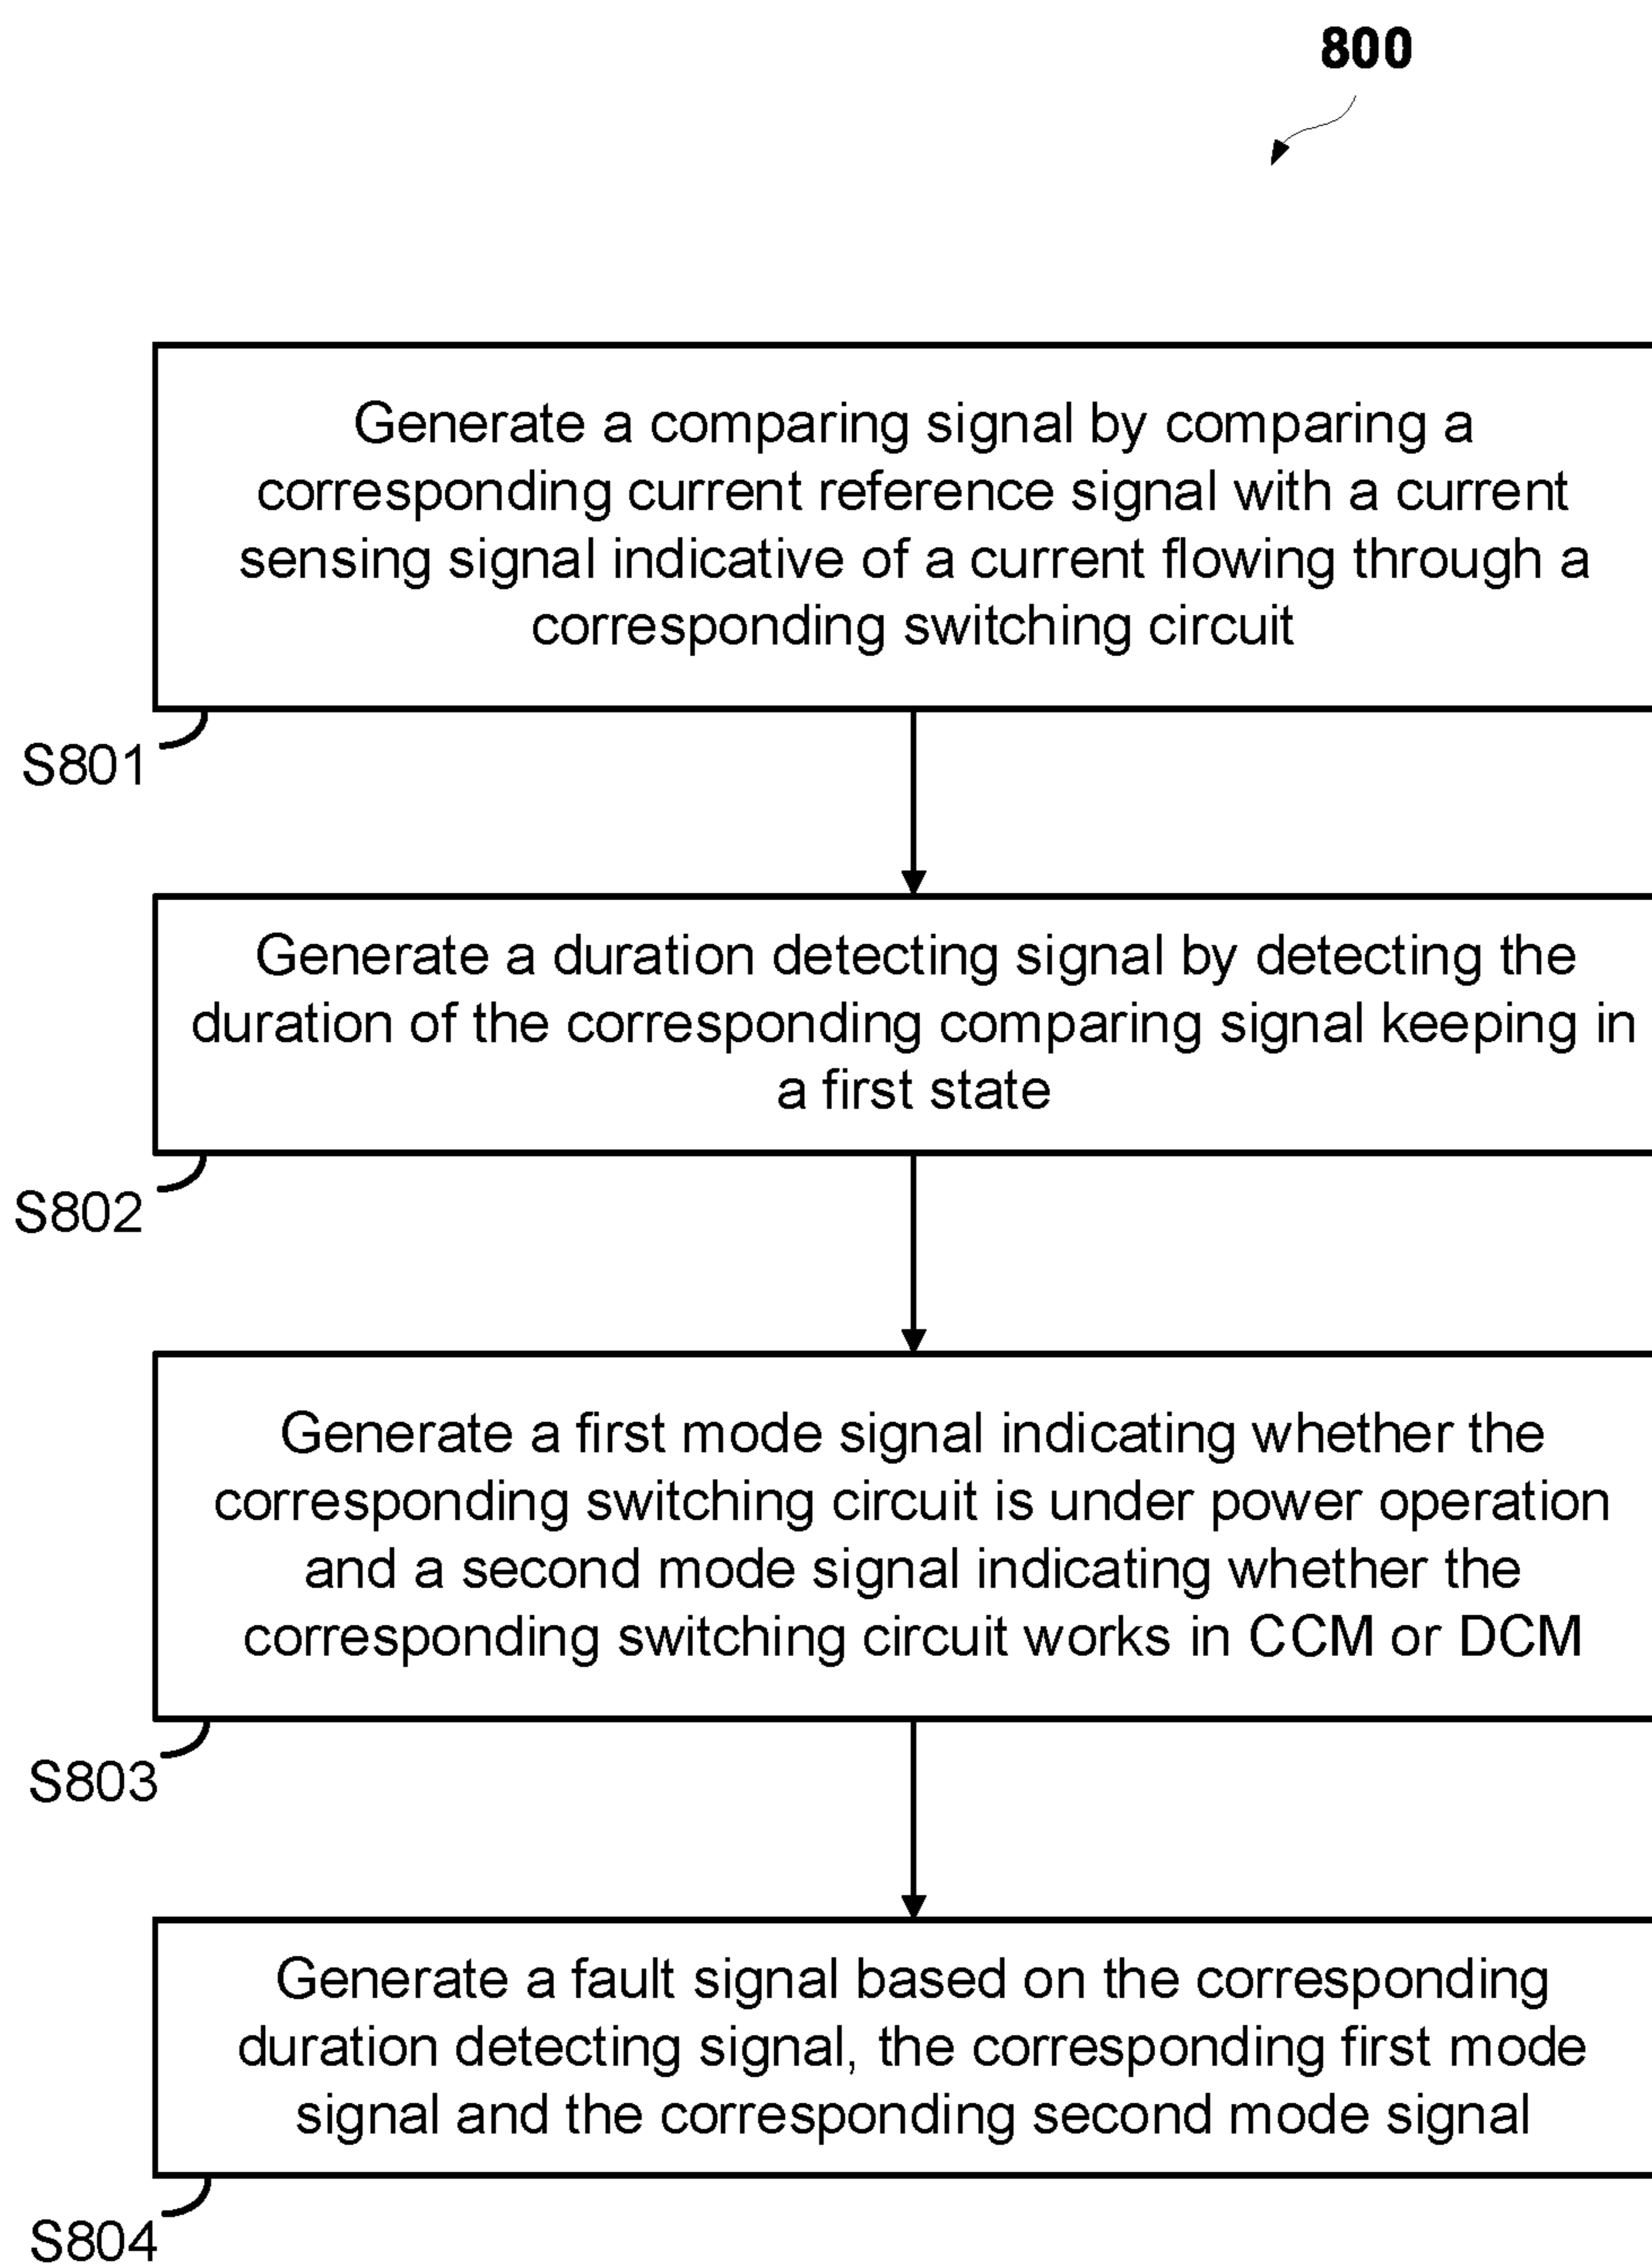 800
Generate a comparing signal by comparing a
corresponding current reference signal with a current
sensing signal indicative of a current flowing through a
corresponding switching circuit
S801
Generate a duration detecting signal by detecting the
duration of the corresponding comparing signal keeping in
a first state
S802
Generate a first mode signal indicating whether the
corresponding switching circuit is under power operation
and a second mode signal indicating whether the
corresponding switching circuit works in CCM or DCM
S803
Generate a fault signal based on the corresponding
duration detecting signal, the corresponding first mode
signal and the corresponding second mode signal
S804